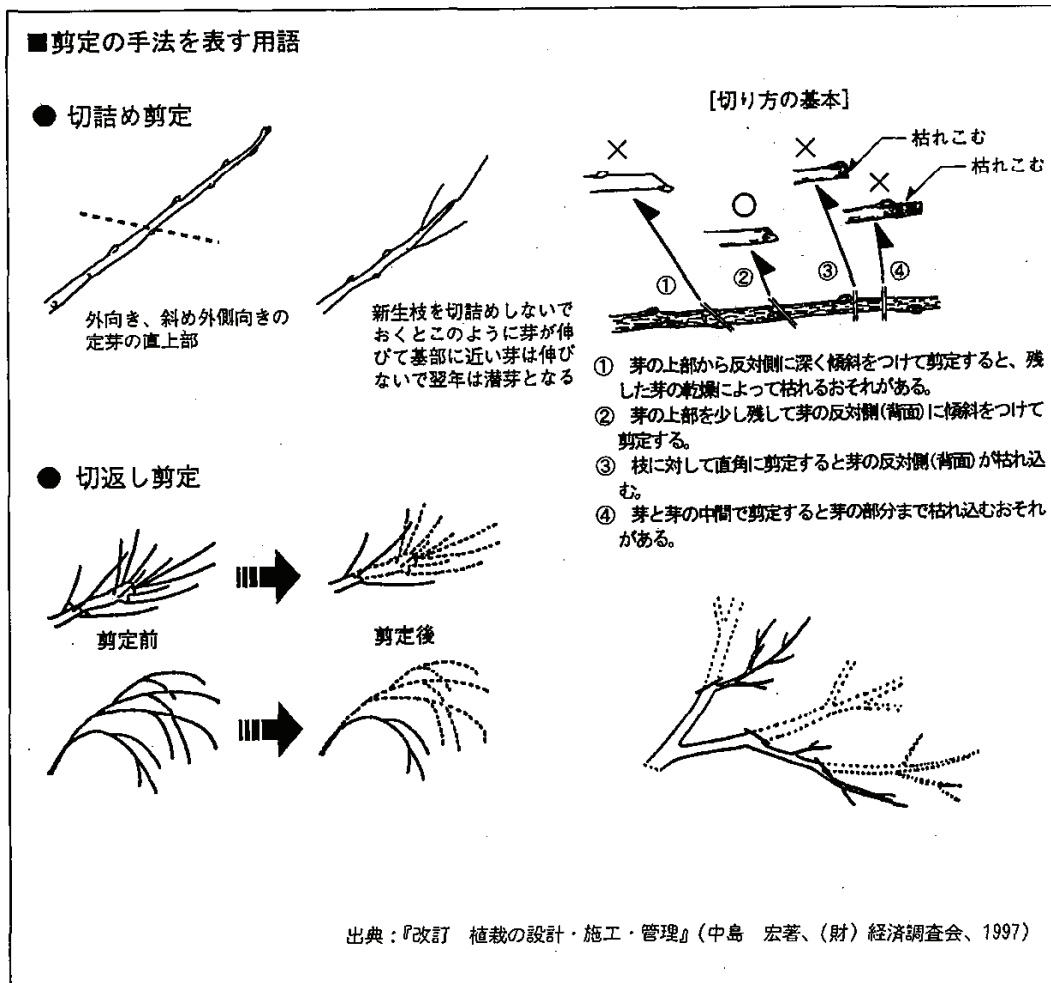 ■剪定の手法を表す用語
● 切詰め剪定
外向き、斜め外側向きの
定芽の直上部
新生枝を切詰めしないで
おくとこのように芽が伸
びて基部に近い芽は伸び
ないで翌年は潜芽となる
[切り方の基本]
×
×
枯れこむ
×
枯れこむ
○
①
②
③
④
① 芽の上部から反対側に深く傾斜をつけて剪定すると、残
した芽の乾燥によって枯れるおそれがある。
② 芽の上部を少し残して芽の反対側(背面)に傾斜をつけて
剪定する。
③ 枝に対して直角に剪定すると芽の反対側(背面)が枯れ込
む。
④ 芽と芽の中間で剪定すると芽の部分まで枯れ込むおそれ
がある。
● 切返し剪定
剪定前
剪定後
出典：『改訂 植栽の設計・施工・管理』(中島 宏著、(財)経済調査会、1997)